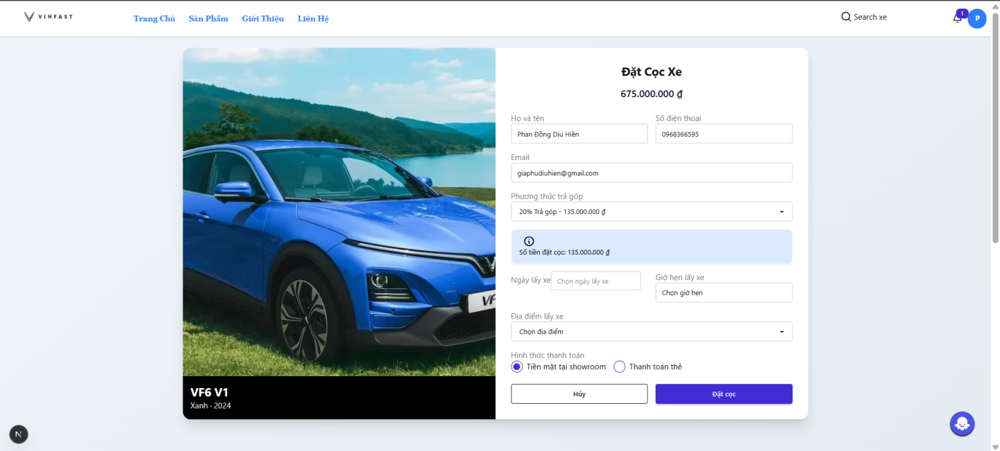 VINFAST
Trang Chủ Sản Phẩm Giới Thiệu Liên Hệ
Search xe
1
P
Đặt Cọc Xe
675.000.000 ₫
Họ và tên Số điện thoại
Phan Đồng Dịu Hiền 0968366595
Email
giaphudiuhien@gmail.com
Phương thức trả góp
20% Trả góp - 135.000.000 ₫
Số tiền đặt cọc: 135.000.000 ₫
Ngày lấy xe Chọn ngày lấy xe
Giờ hẹn lấy xe
Chọn giờ hẹn
Địa điểm lấy xe
Chọn địa điểm
Hình thức thanh toán
Tiền mặt tại showroom Thanh toán thẻ
Hủy Đặt cọc
VF
VF6 V1
Xanh · 2024
N